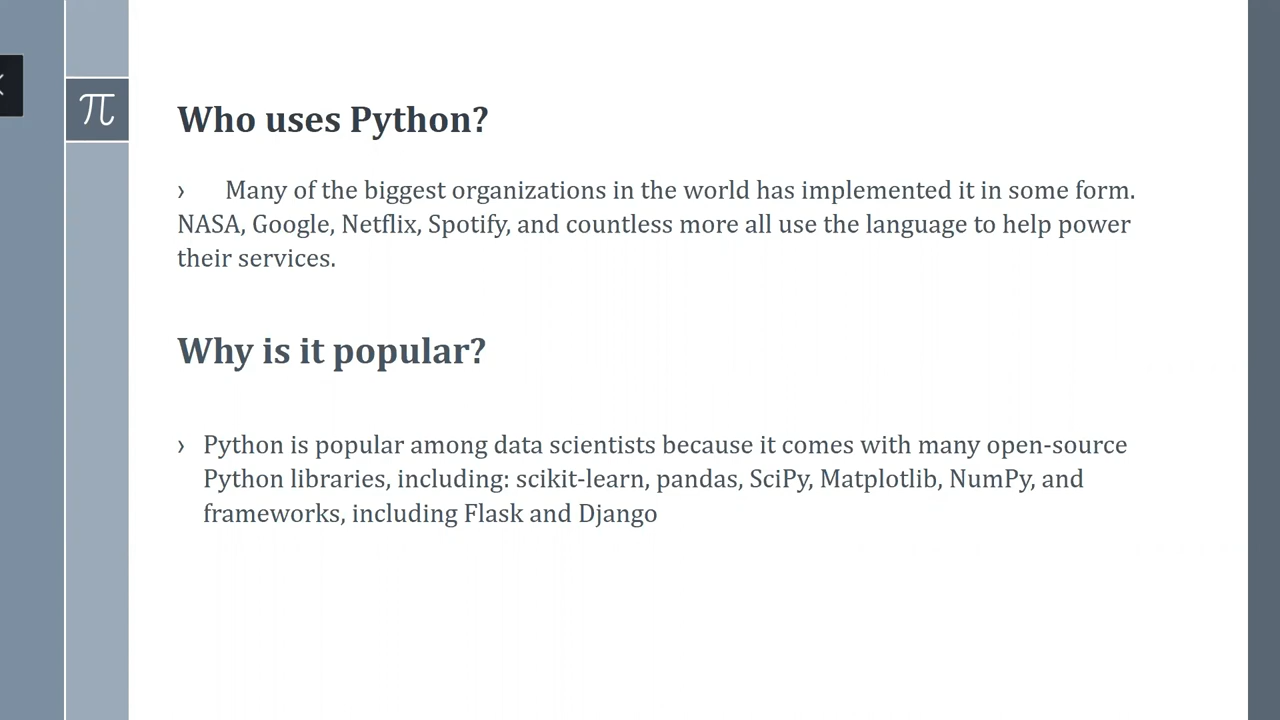 π
Who uses Python?
› Many of the biggest organizations in the world has implemented it in some form.
NASA, Google, Netflix, Spotify, and countless more all use the language to help power
their services.
Why is it popular?
› Python is popular among data scientists because it comes with many open-source
Python libraries, including: scikit-learn, pandas, SciPy, Matplotlib, NumPy, and
frameworks, including Flask and Django